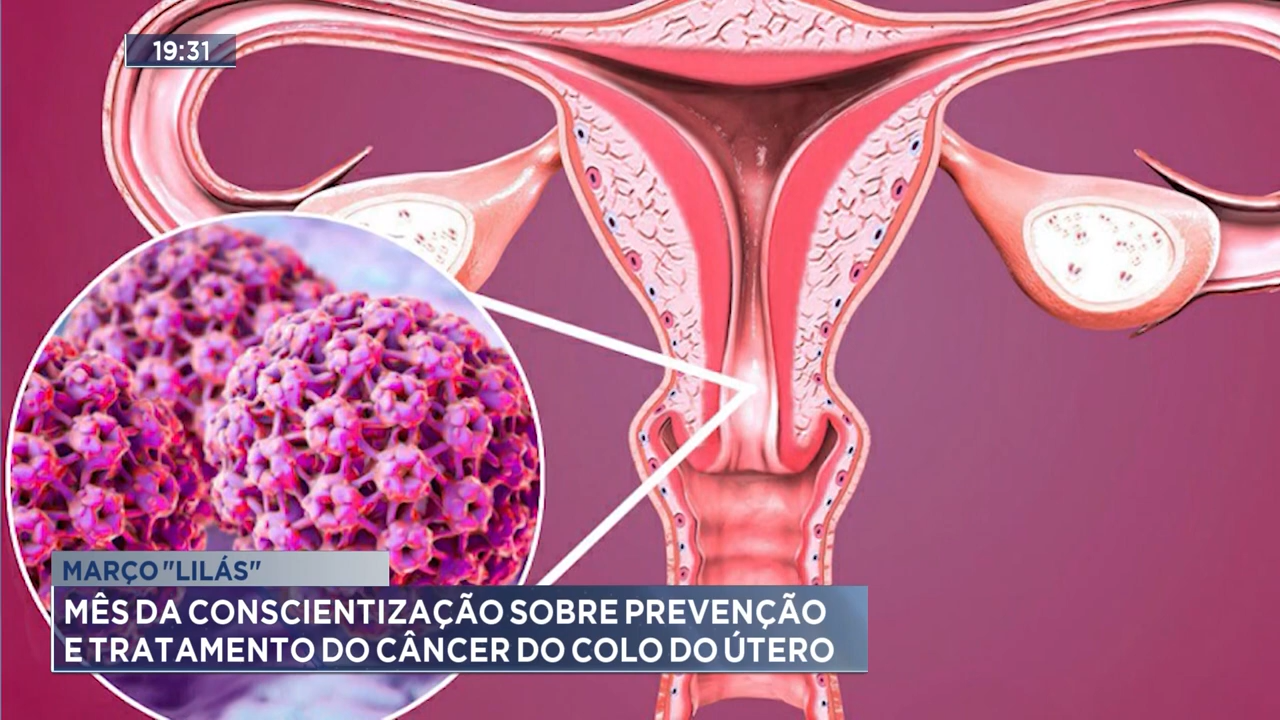 19:31
MARÇO "LILÁS"
MÊS DA CONSCIENTIZAÇÃO SOBRE PREVENÇÃO
E TRATAMENTO DO CÂNCER DO COLO DO ÚTERO